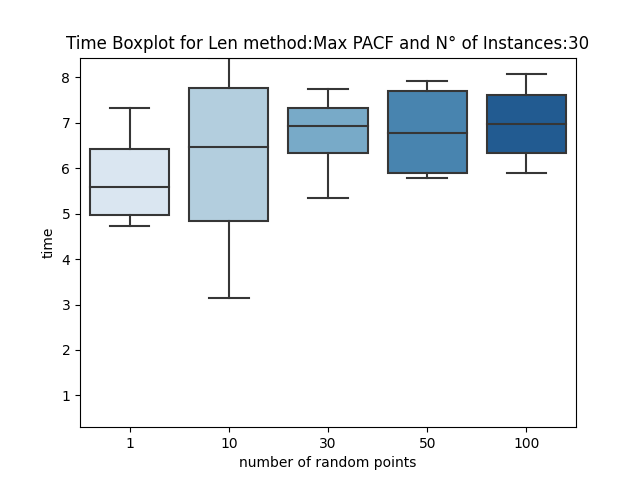 Time Boxplot for Len method:Max PACF and N° of Instances:30
8
7
6
5
4
3
2
1
time
1 10 30 50 100
number of random points